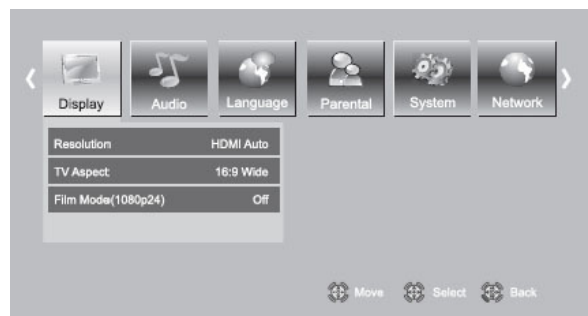 Display Audio Language Parental System Network
Resolution HDMI Auto
TV Aspect: 16:9 Wide
Film Mode(1080p24) Off
Move Select Back